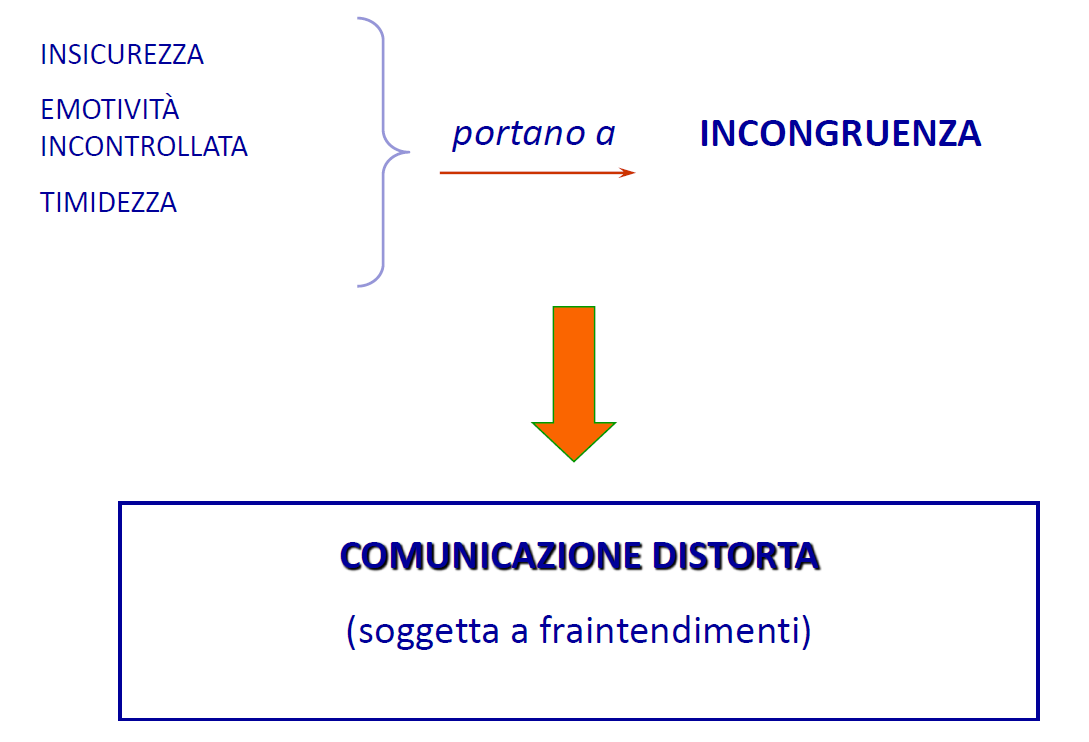 INSICUREZZA
EMOTIVITÀ
INCONTROLLATA
TIMIDEZZA
portano a
INCONGRUENZA
COMUNICAZIONE DISTORTA
(soggetta a fraintendimenti)